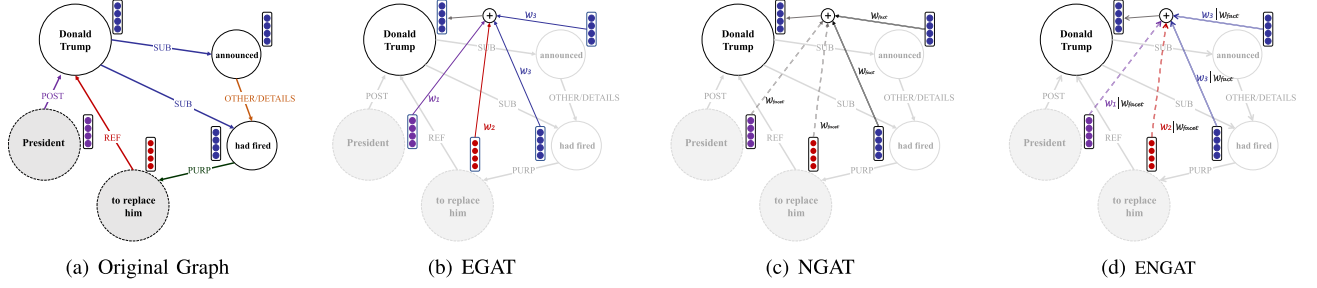 Donald
Trump
SUB
announced
POST
SUB
OTHER/DETAILS
President
REF
had fired
PURP
to replace
him
(a) Original Graph
+
w3
Donald
Trump
SUB
announced
POST
w1
w3
SUB
OTHER/DETAILS
President
w2
REF
had fired
PURP
to replace
him
(b) EGAT
+
Wfact
Donald
Trump
SUB
announced
POST
Wfacet
Wfact
SUB
OTHER/DETAILS
President
Wfacet
REF
had fired
PURP
to replace
him
(c) NGAT
+
w3|Wfact
Donald
Trump
SUB
announced
w3|Wfact
POST
w1|Wfacet
SUB
OTHER/DETAILS
President
w2|Wfacet
REF
had fired
PURP
to replace
him
(d) ENGAT